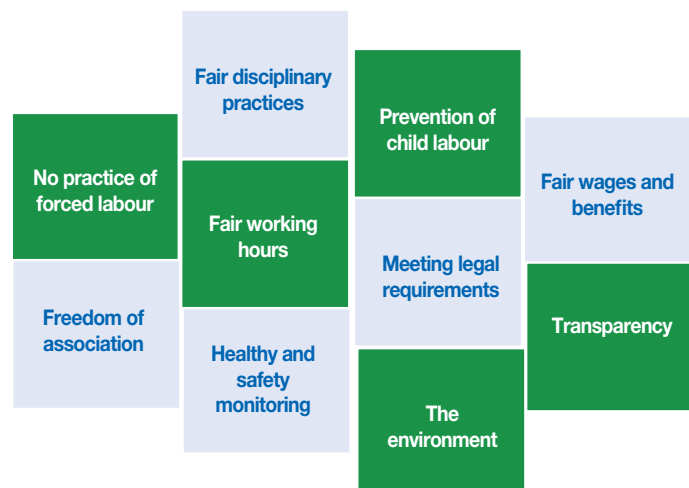 Fair disciplinary
practices
Prevention of
child labour
No practice of
forced labour
Fair wages and
benefits
Fair working
hours
Meeting legal
requirements
Freedom of
association
Transparency
Healthy and
safety
monitoring
The
environment